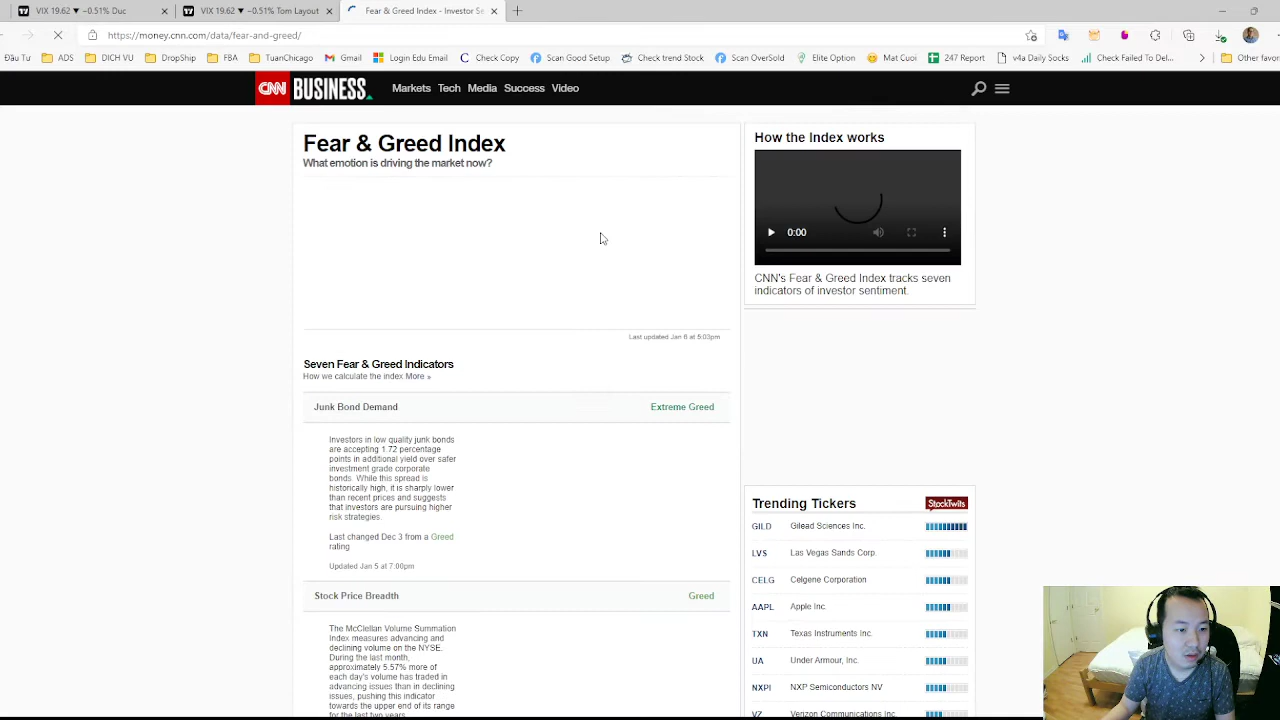 VIX 19.62 ▼ −0.51% Duc
VIX 19.62 ▼ −0.51% Tom Layout
Fear & Greed Index - Investor Se
https://money.cnn.com/data/fear-and-greed/
Đầu Tư
ADS
DICH VU
DropShip
FBA
TuanChicago
Gmail
Login Edu Email
Check Copy
Scan Good Setup
Check trend Stock
Scan OverSold
Elite Option
Mat Cuoi
247 Report
v4a Daily Socks
Check Failed To D...
Other favor
CNN BUSINESS
Markets Tech Media Success Video
Fear & Greed Index
What emotion is driving the market now?
Last updated Jan 6 at 5:03pm
Seven Fear & Greed Indicators
How we calculate the index More »
Junk Bond Demand
Extreme Greed
Investors in low quality junk bonds
are accepting 1.72 percentage
points in additional yield over safer
investment grade corporate
bonds. While this spread is
historically high, it is sharply lower
than recent prices and suggests
that investors are pursuing higher
risk strategies.
Last changed Dec 3 from a Greed
rating
Updated Jan 5 at 7:00pm
Stock Price Breadth
Greed
The McClellan Volume Summation
Index measures advancing and
declining volume on the NYSE.
During the last month,
approximately 5.57% more of
each day's volume has traded in
advancing issues than in declining
issues, pushing this indicator
towards the upper end of its range
for the last two years.
How the Index works
0:00
CNN's Fear & Greed Index tracks seven
indicators of investor sentiment.
Trending Tickers
StockTwits
GILD Gilead Sciences Inc.
LVS Las Vegas Sands Corp.
CELG Celgene Corporation
AAPL Apple Inc.
TXN Texas Instruments Inc.
UA Under Armour, Inc.
NXPI NXP Semiconductors NV
VZ Verizon Communications Inc.